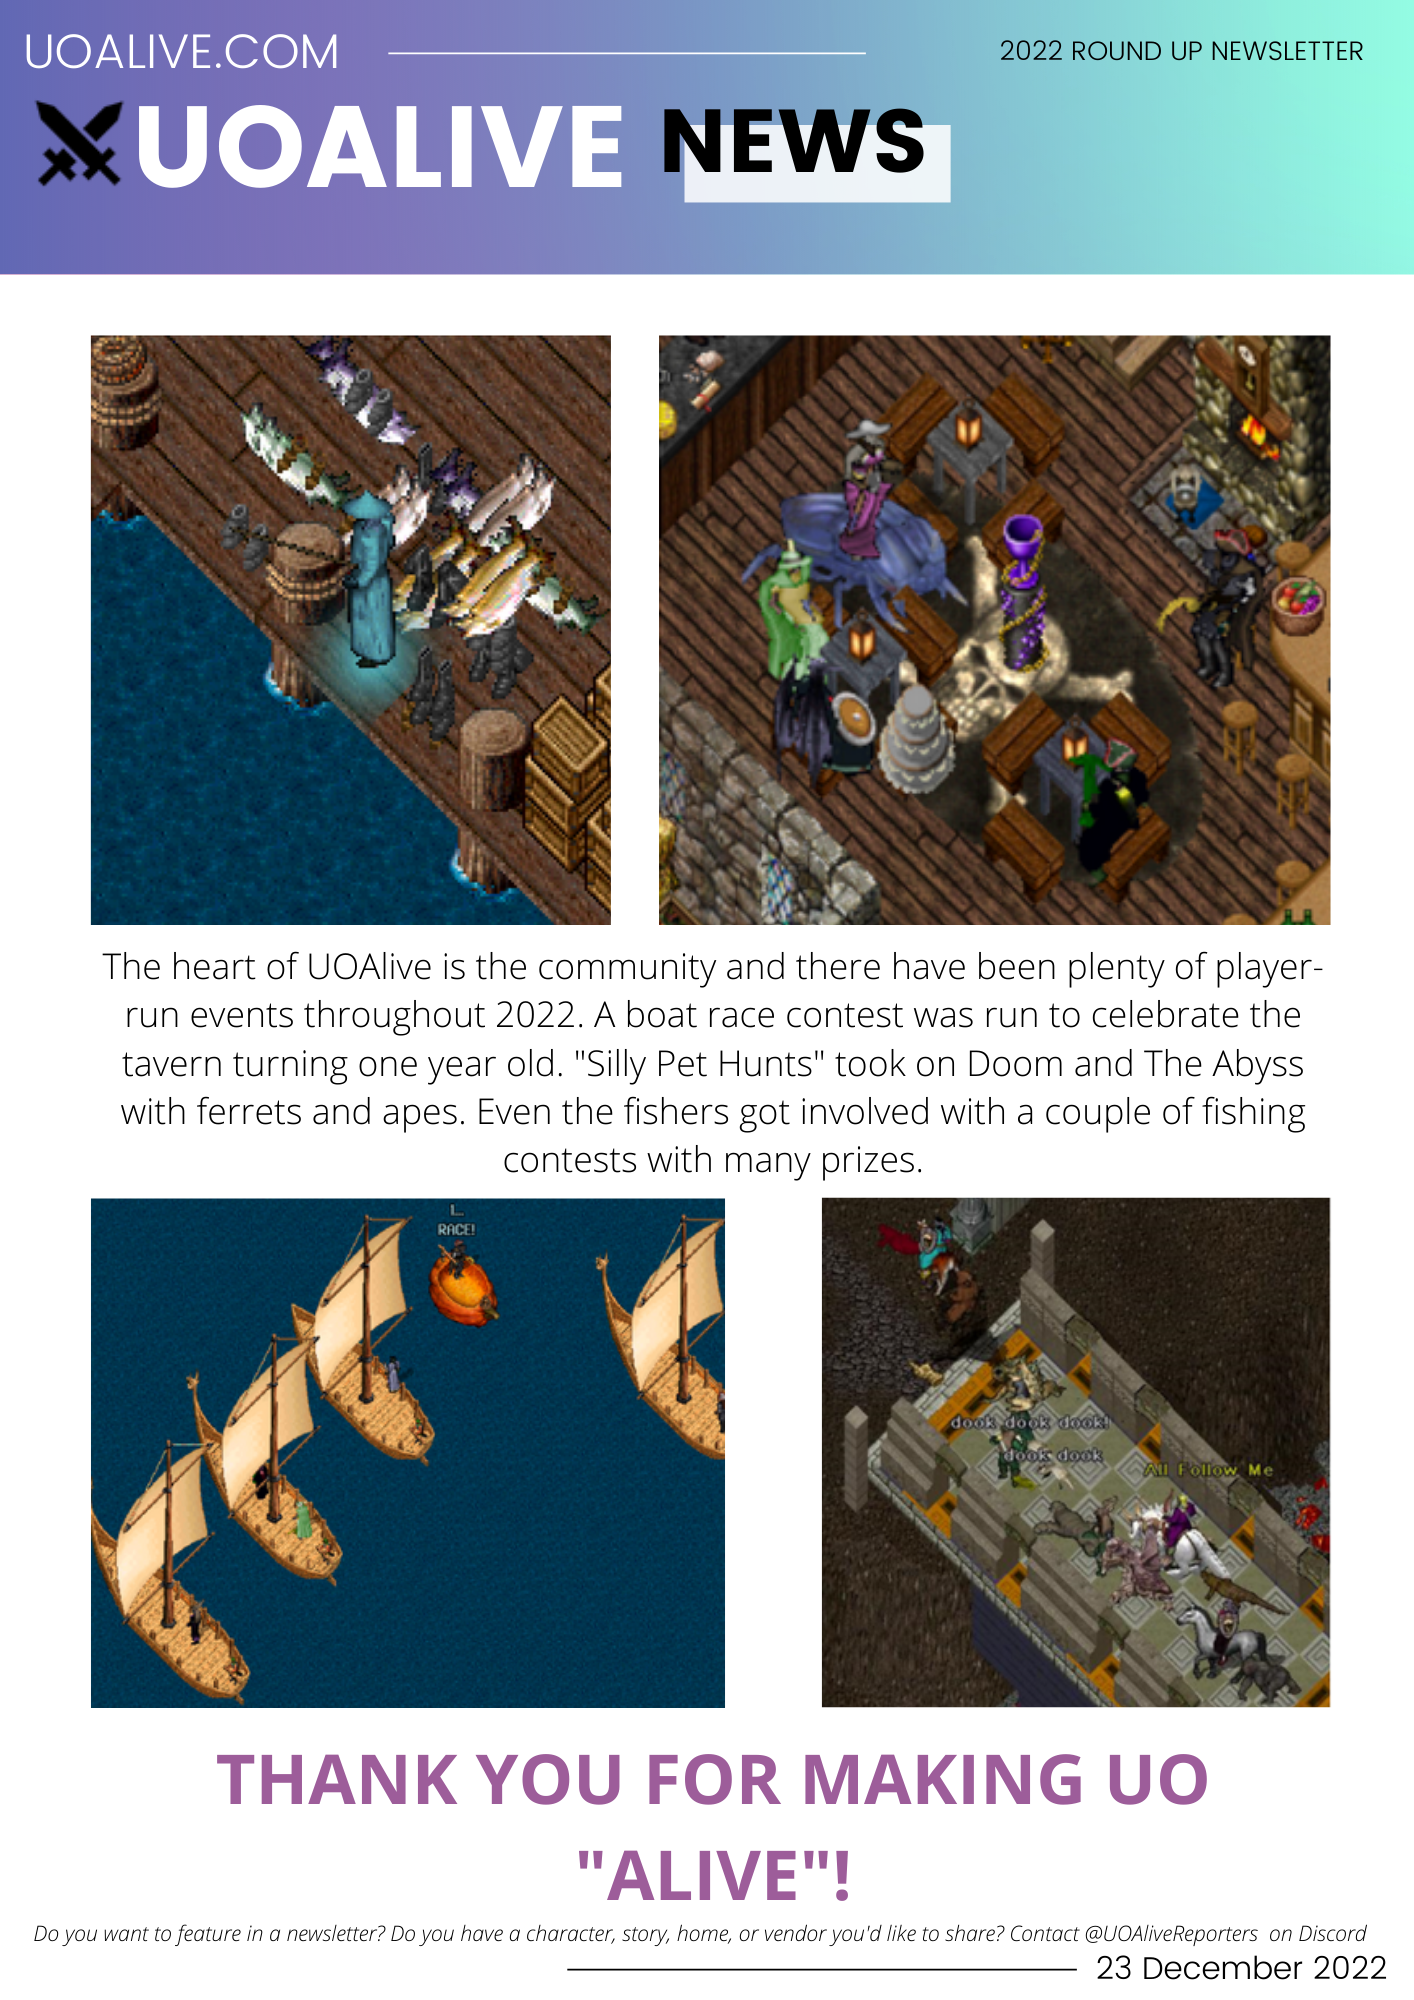 UOALIVE.COM
2022 ROUND UP NEWSLETTER
UOALIVE NEWS
The heart of UOAlive is the community and there have been plenty of player-
run events throughout 2022. A boat race contest was run to celebrate the
tavern turning one year old. "Silly Pet Hunts" took on Doom and The Abyss
with ferrets and apes. Even the fishers got involved with a couple of fishing
contests with many prizes.
L
RACE!
dook dook dook!
dook dook
All Follow Me
THANK YOU FOR MAKING UO
"ALIVE"!
Do you want to feature in a newsletter? Do you have a character, story, home, or vendor you'd like to share? Contact @UOAliveReporters on Discord
23 December 2022